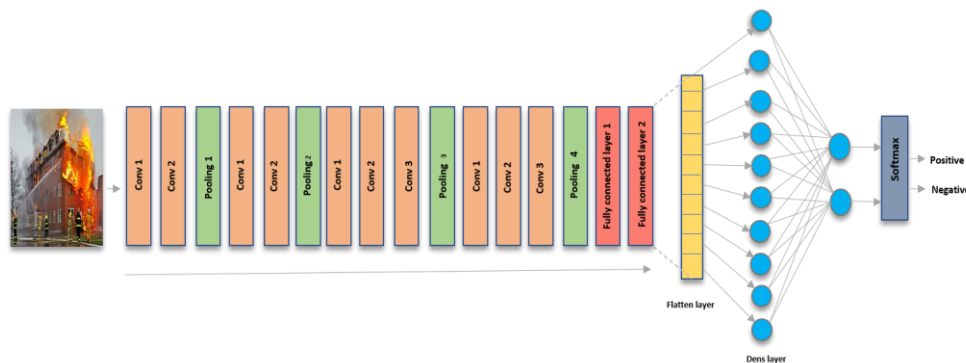 Conv 1
Conv 2
Pooling 1
Conv 1
Conv 2
Pooling 2
Conv 1
Conv 2
Conv 3
Pooling 3
Conv 1
Conv 2
Conv 3
Pooling 4
Fully connected layer 1
Fully connected layer 2
Flatten layer
Dens layer
Softmax
Positive
Negative